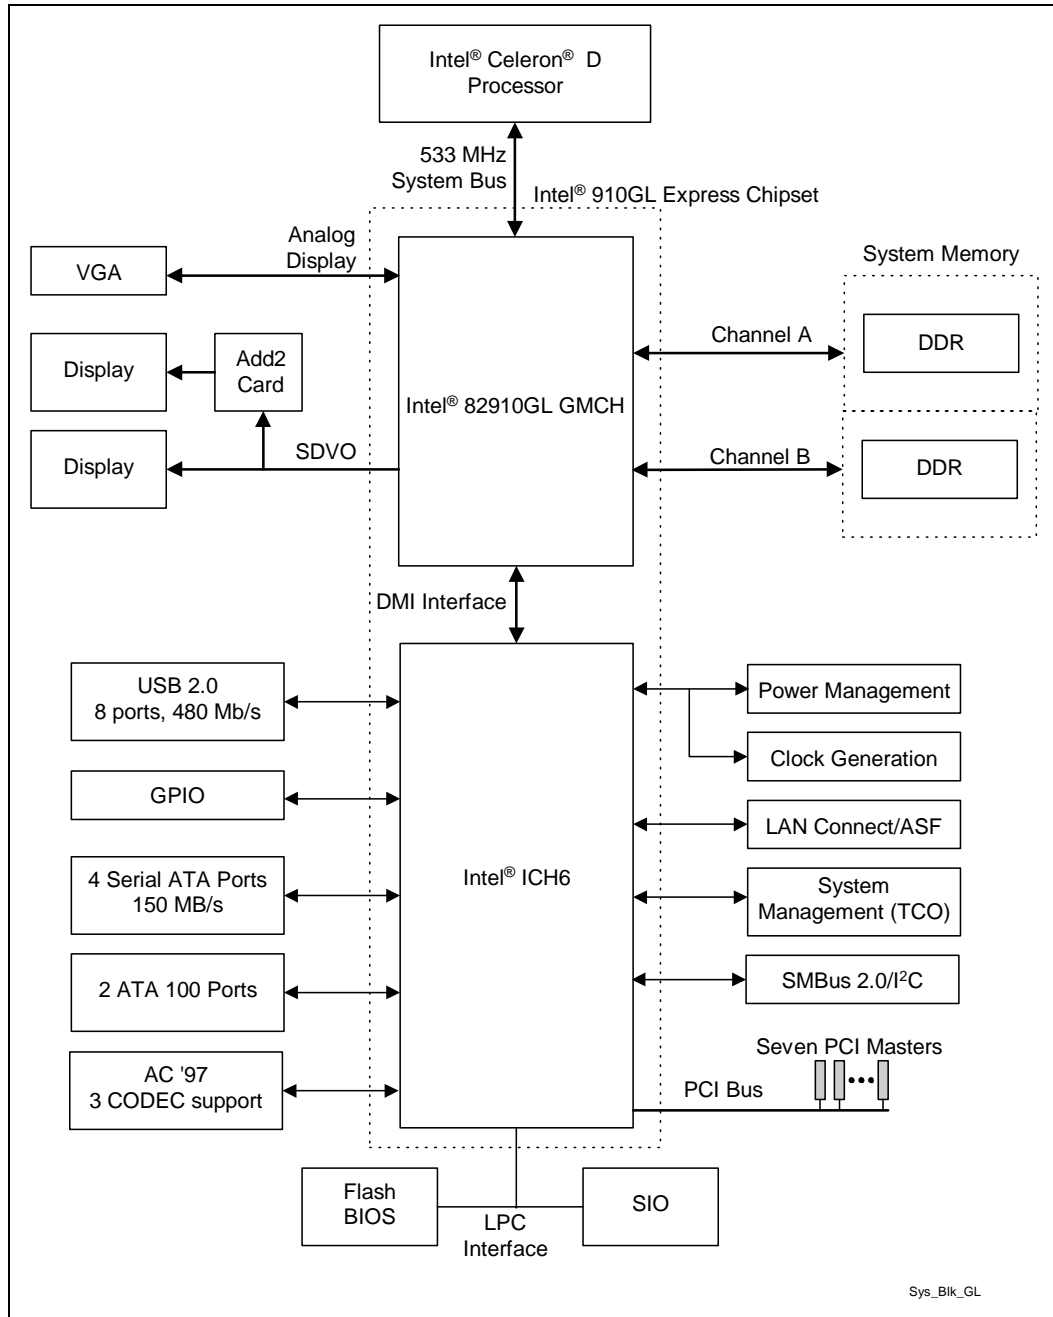 Intel® Celeron® D
Processor
533 MHz
System Bus
Intel® 910GL Express Chipset
Analog
Display
VGA
System Memory
Channel A
DDR
Display
Add2
Card
Intel® 82910GL GMCH
Display
SDVO
Channel B
DDR
DMI Interface
USB 2.0
8 ports, 480 Mb/s
Power Management
Clock Generation
GPIO
LAN Connect/ASF
4 Serial ATA Ports
150 MB/s
Intel® ICH6
System
Management (TCO)
2 ATA 100 Ports
SMBus 2.0/I²C
Seven PCI Masters
AC '97
3 CODEC support
PCI Bus
Flash
BIOS
LPC
Interface
SIO
Sys_Blk_GL